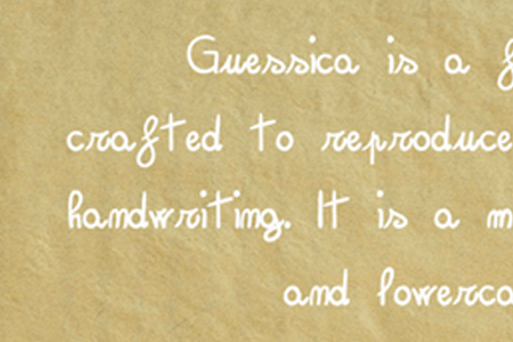 Guessica is a f
crafted to reproduce
handwriting. It is a m
and lowerca